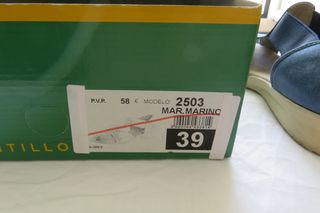 P.V.P. 58 € MODELO 2503
MAR.MARINO
39
TILLO